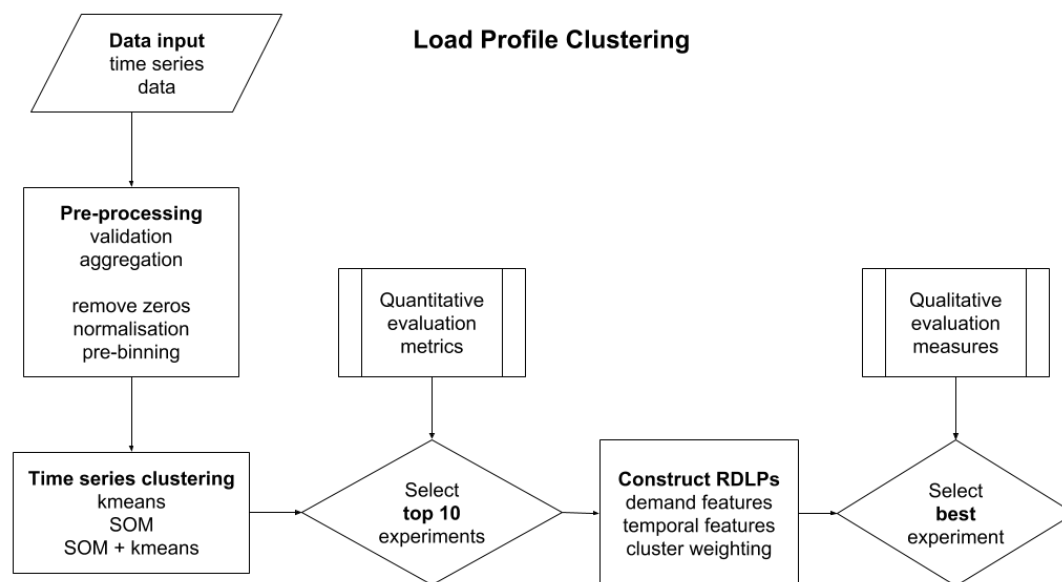 Load Profile Clustering
Data input
time series
data
Pre-processing
validation
aggregation
remove zeros
normalisation
pre-binning
Time series clustering
kmeans
SOM
SOM + kmeans
Quantitative
evaluation
metrics
Select
top 10
experiments
Construct RDLPs
demand features
temporal features
cluster weighting
Qualitative
evaluation
measures
Select
best
experiment